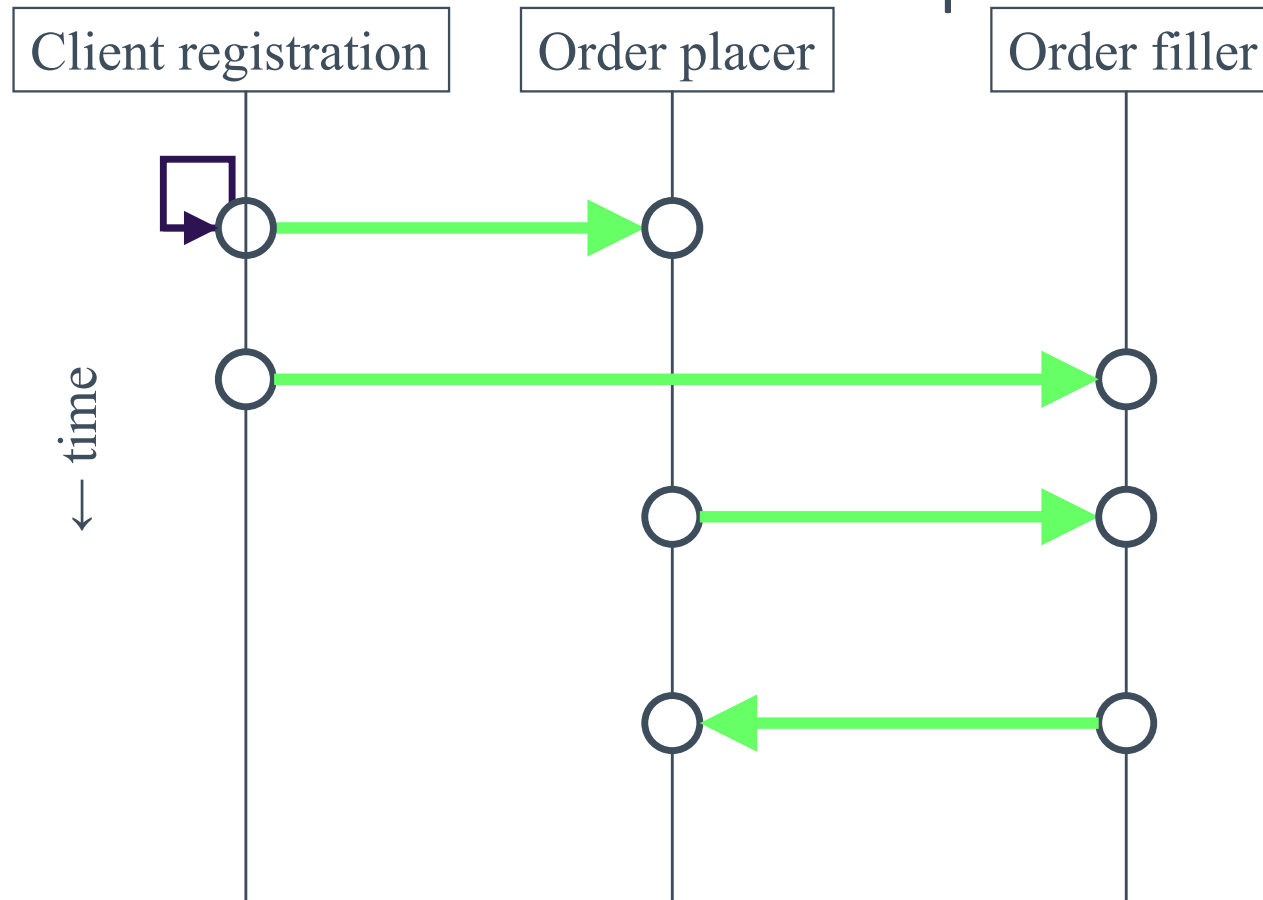 Client registration
Order placer
Order filler
← time